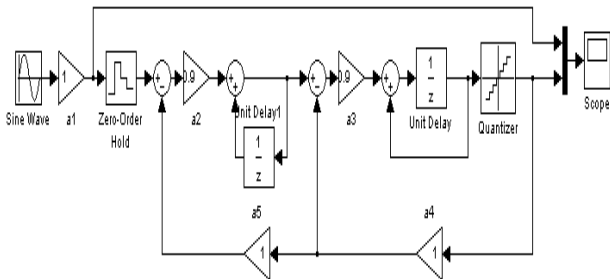 Sine Wave
1
a1
Zero-Order
Hold
+
-
0.9
a2
+
+
Unit Delay1
1
z
+
-
0.9
a3
+
+
1
z
Unit Delay
Quantizer
Scope
a5
1
a4
1